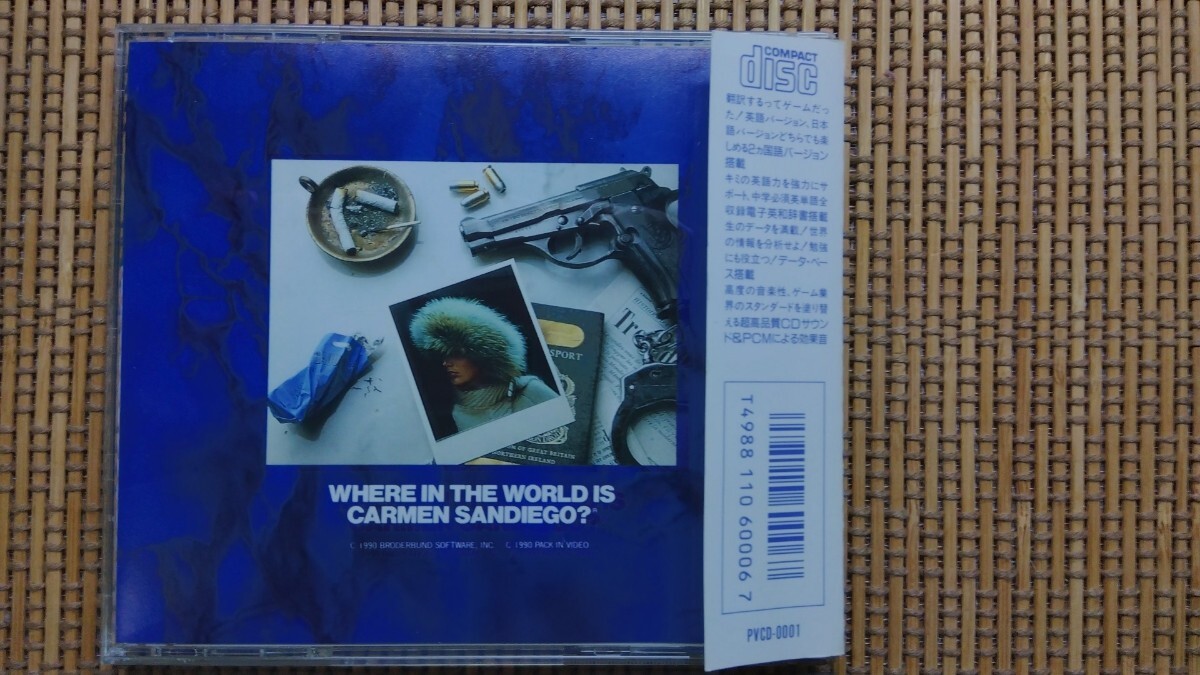 COMPACT
disc
翻訳するってゲームだっ
た!英語バージョン、日本
語バージョンどちらでも楽
しめる2カ国語バージョン
搭載
キミの英語力を強力にサ
ポート、中学必須英単語全
収録電子英和辞書搭載
生のデータを満載!世界
の情報を分析せよ!勉強
にも役立つ!データ・ベー
ス搭載
高度の音楽性、ゲーム業
界のスタンダードを塗り替
える超高品質CDサウン
ド&PCMによる効果音
PORT
OF GREAT BRITAIN
NORTHERN IRELAND
WHERE IN THE WORLD IS
CARMEN SANDIEGO?®
© 1990 BRODERBUND SOFTWARE, INC. © 1990 PACK IN VIDEO
T4988 110 60006 7
PVCD-0001